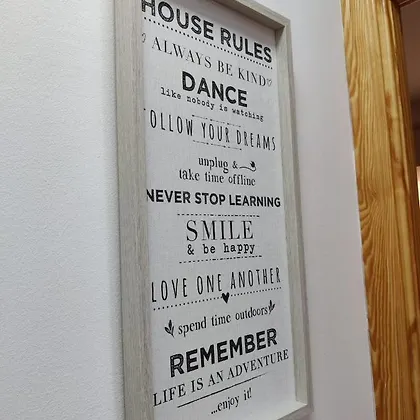 HOUSE RULES
ALWAYS BE KIND
DANCE
like nobody is watching
FOLLOW YOUR DREAMS
unplug &
take time offline
NEVER STOP LEARNING
SMILE
& be happy
LOVE ONE ANOTHER
spend time outdoors
REMEMBER
LIFE IS AN ADVENTURE
...enjoy it!